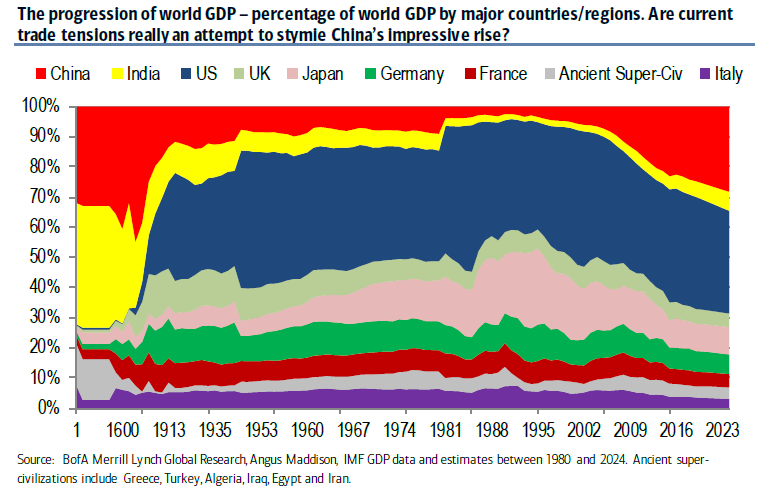 The progression of world GDP – percentage of world GDP by major countries/regions. Are current
trade tensions really an attempt to stymle China's impressive rise?
China India US UK Japan Germany France Ancient Super-Civ Italy
100%
90%
80%
70%
60%
50%
40%
30%
20%
10%
0%
1 1600 1913 1935 1953 1960 1967 1974 1981 1988 1995 2002 2009 2016 2023
Source: BofA Merrill Lynch Global Research, Angus Maddison, IMF GDP data and estimates between 1980 and 2024. Ancient super-
civilizations include Greece, Turkey, Algeria, Iraq, Egypt and Iran.